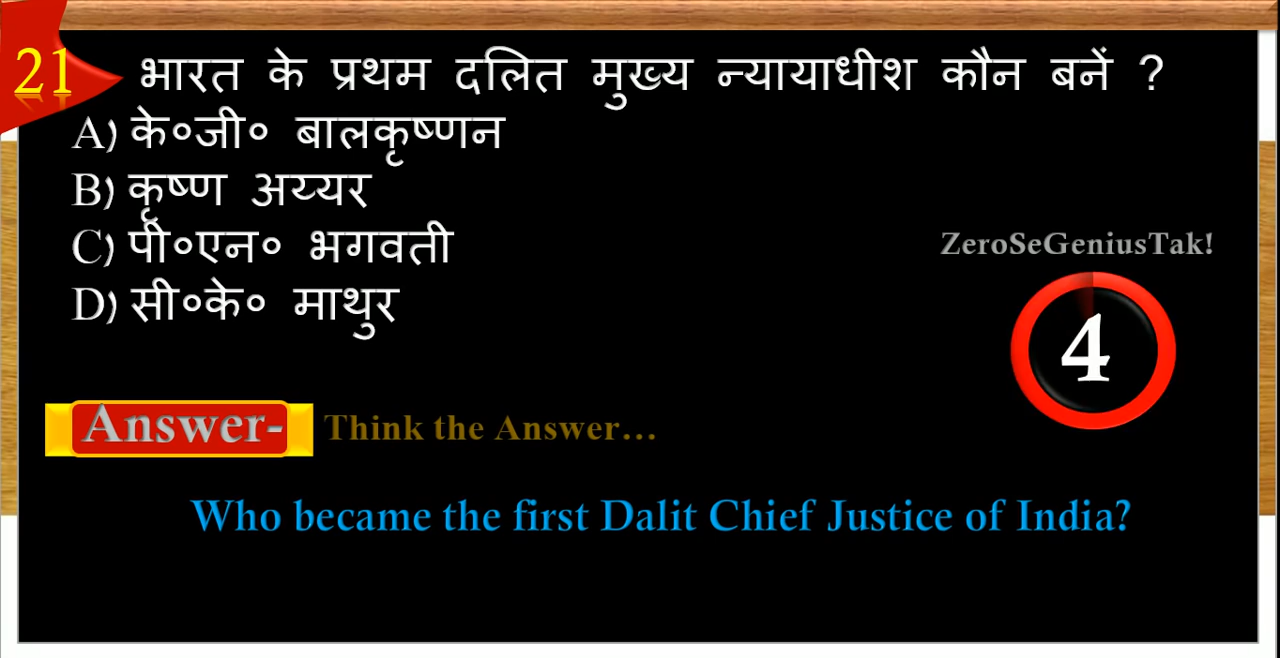 21 भारत के प्रथम दलित मुख्य न्यायाधीश कौन बनें ?
A) के०जी० बालकृष्णन
B) कृष्ण अय्यर
C) पी०एन० भगवती
D) सी०के० माथुर
ZeroSeGeniusTak!
4
Answer- Think the Answer...
Who became the first Dalit Chief Justice of India?